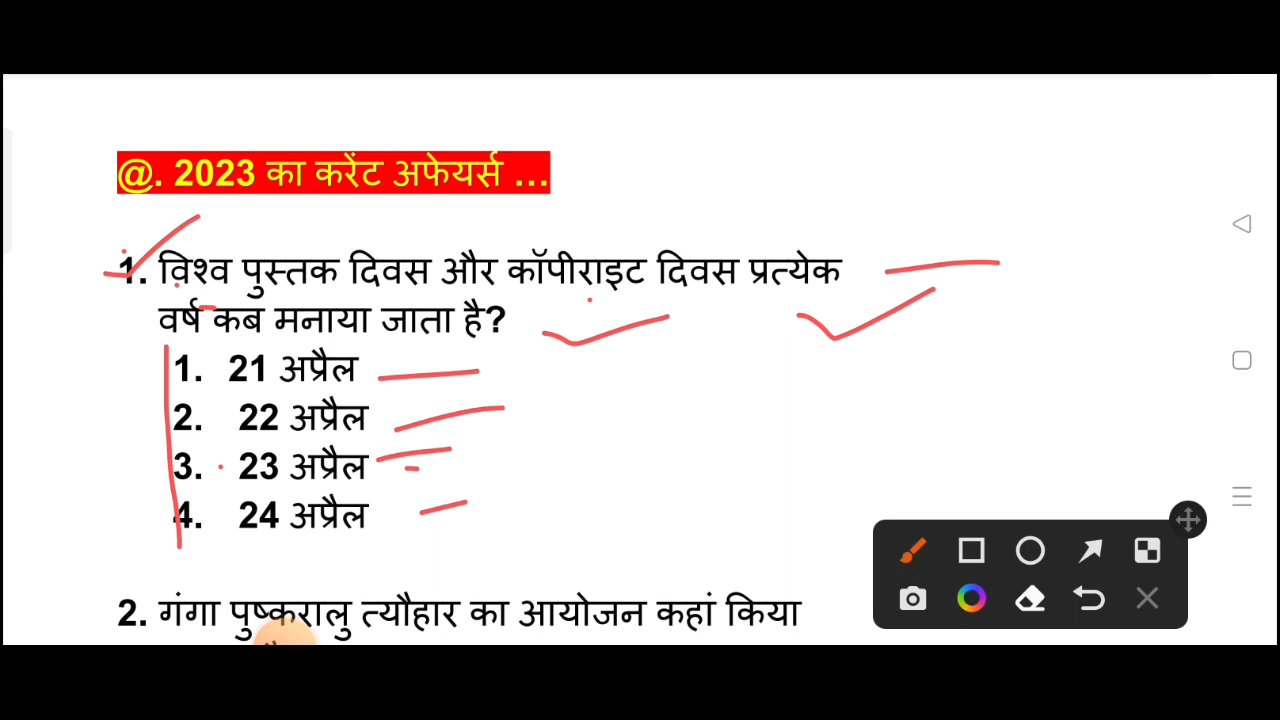 @. 2023 का करेंट अफेयर्स ...
1. विश्व पुस्तक दिवस और कॉपीराइट दिवस प्रत्येक
वर्ष कब मनाया जाता है?
1. 21 अप्रैल
2. 22 अप्रैल
3. 23 अप्रैल
4. 24 अप्रैल
2. गंगा पुष्करालु त्यौहार का आयोजन कहां किया